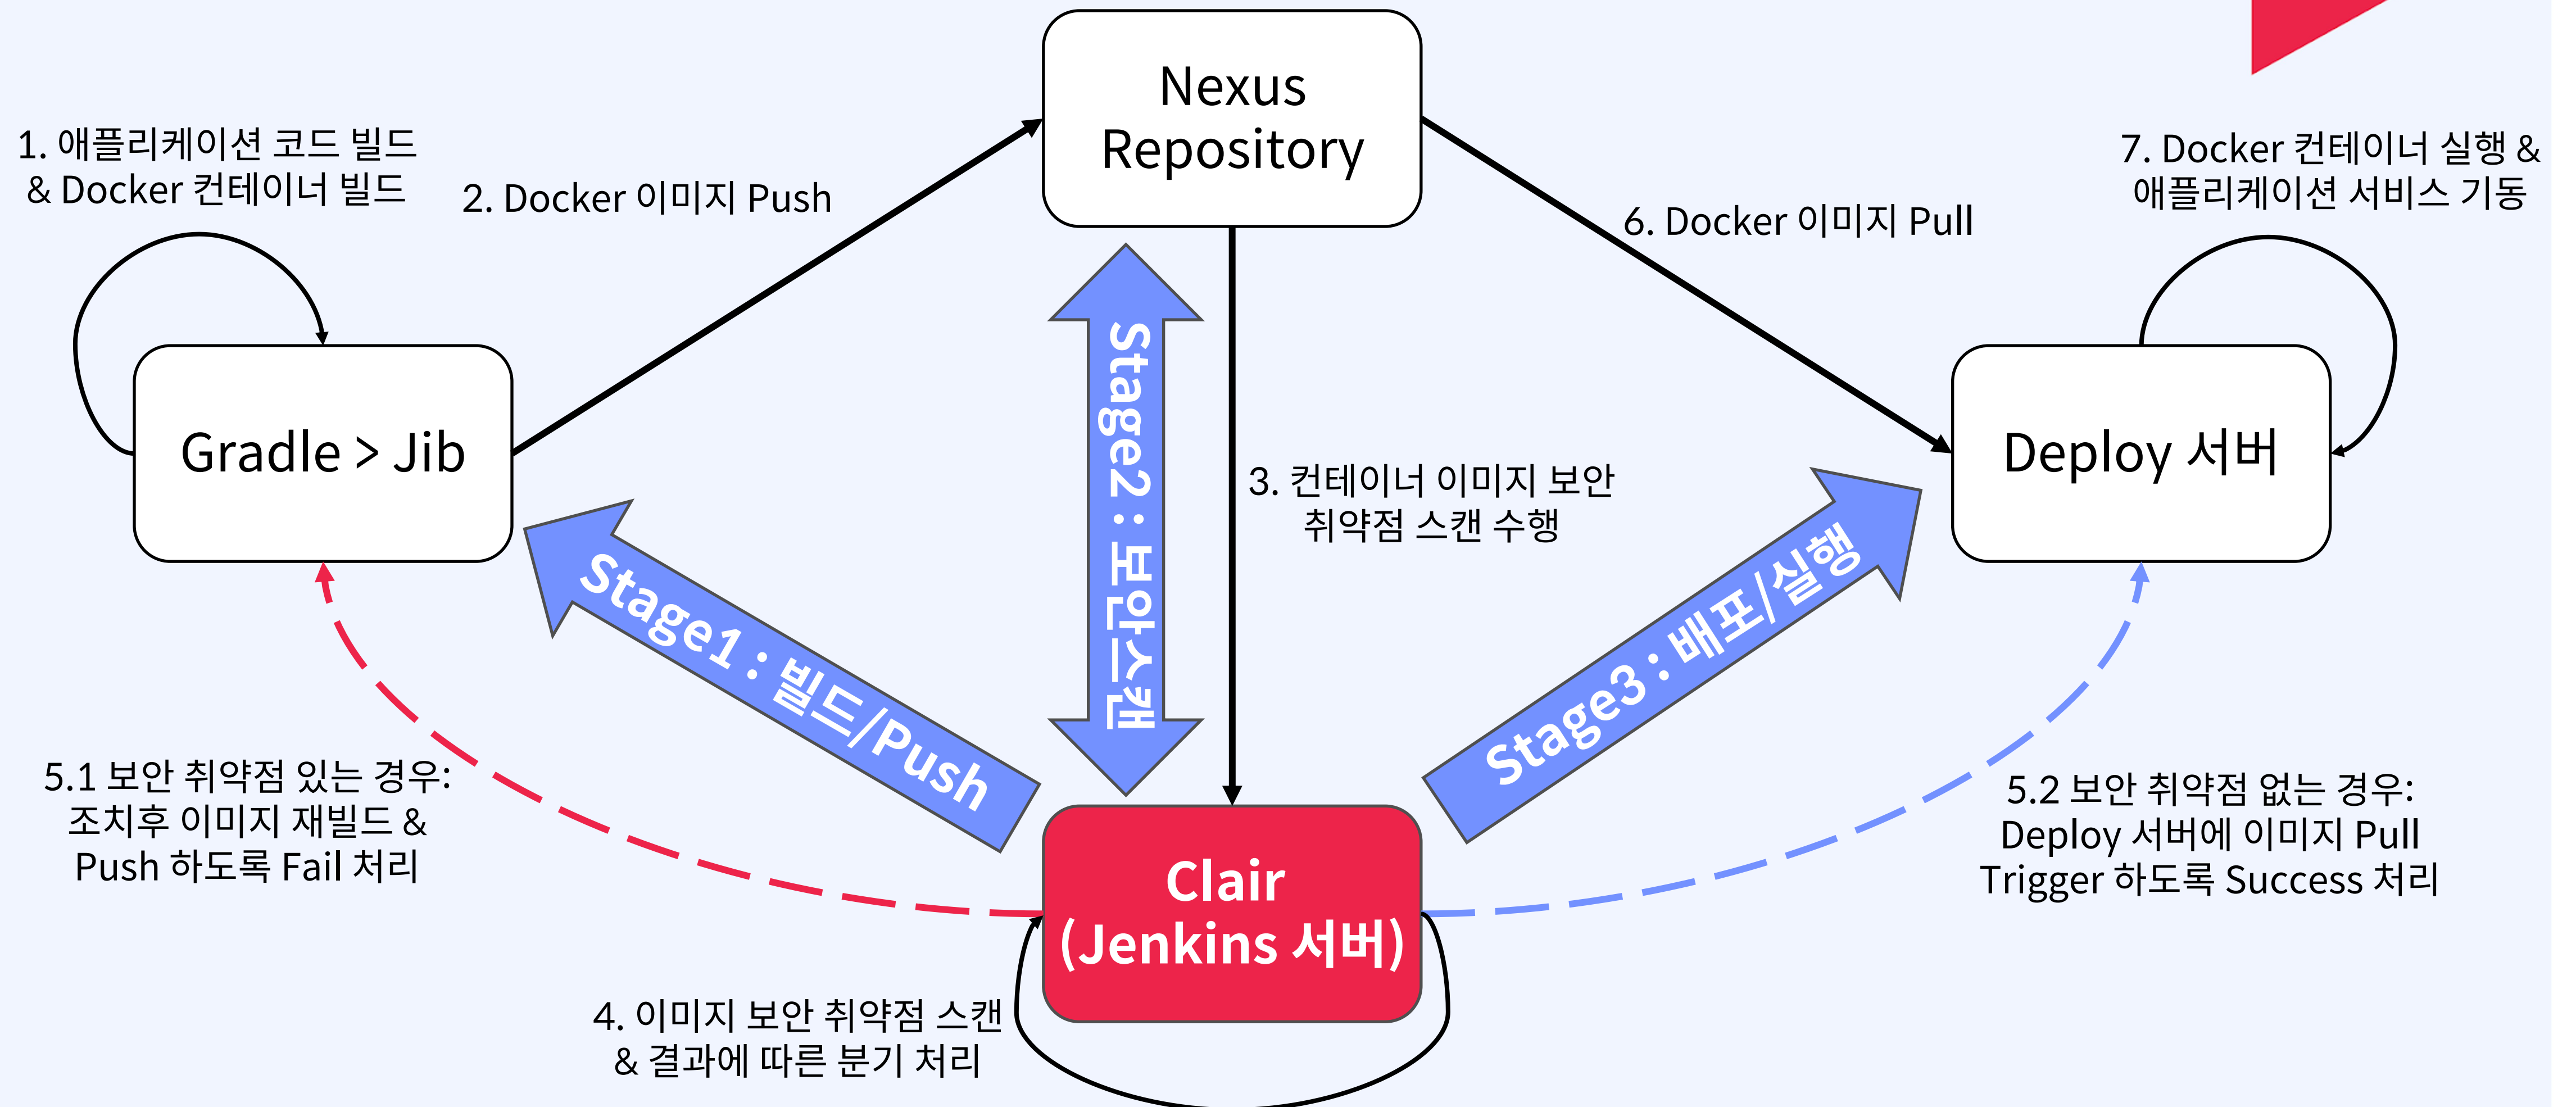 Nexus
Repository
1. 애플리케이션 코드 빌드
& Docker 컨테이너 빌드
2. Docker 이미지 Push
6. Docker 이미지 Pull
7. Docker 컨테이너 실행 &
애플리케이션 서비스 기동
Gradle > Jib
Stage2 : 보안스캔
3. 컨테이너 이미지 보안
취약점 스캔 수행
Deploy 서버
Stage1 : 빌드/Push
Stage3 : 배포/실행
5.1 보안 취약점 있는 경우:
조치후 이미지 재빌드 &
Push 하도록 Fail 처리
5.2 보안 취약점 없는 경우:
Deploy 서버에 이미지 Pull
Trigger 하도록 Success 처리
Clair
(Jenkins 서버)
4. 이미지 보안 취약점 스캔
& 결과에 따른 분기 처리